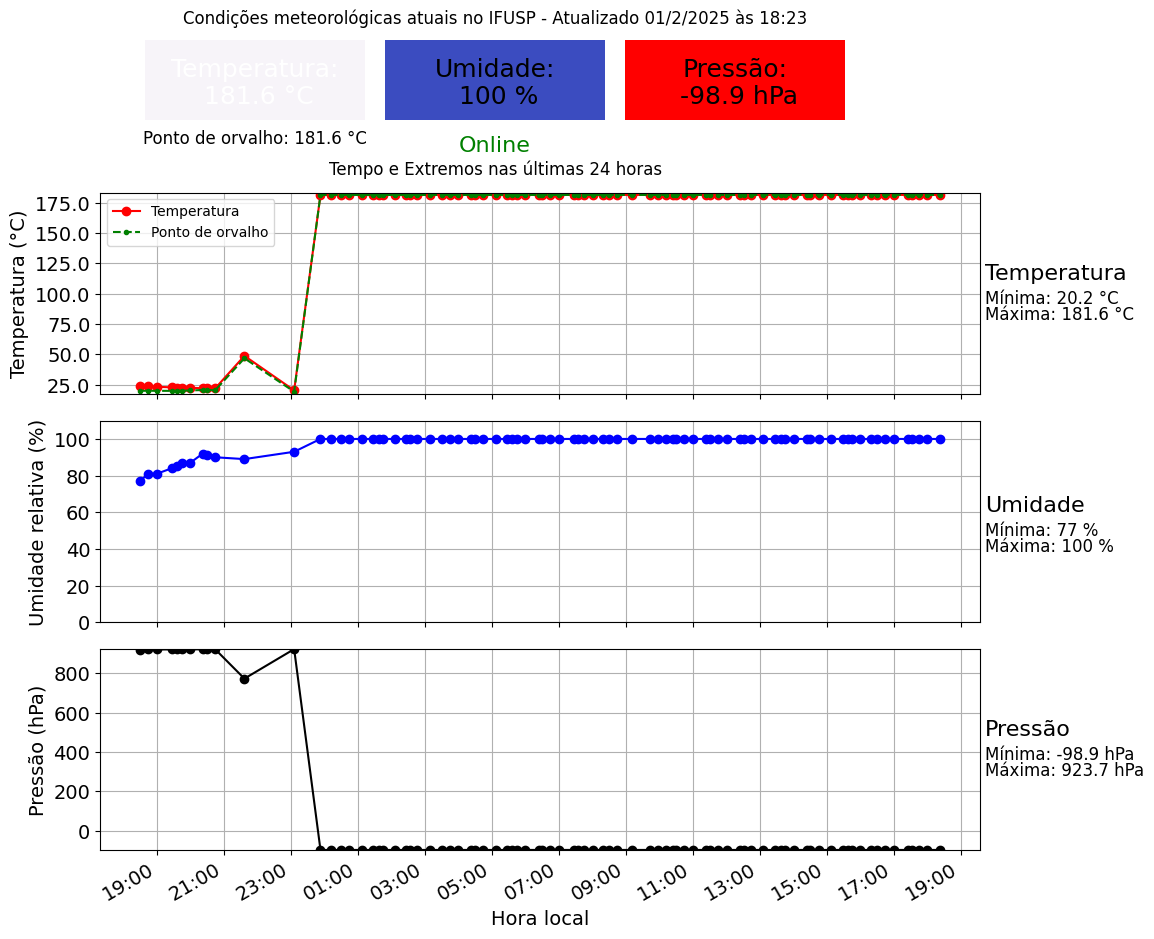 Condições meteorológicas atuais no IFUSP - Atualizado 01/2/2025 às 18:23
Temperatura:
181.6 °C
Umidade:
100 %
Pressão:
-98.9 hPa
Ponto de orvalho: 181.6 °C
Online
Tempo e Extremos nas últimas 24 horas
Temperatura (°C)
175.0
150.0
125.0
100.0
75.0
50.0
25.0
Temperatura
Ponto de orvalho
Temperatura
Mínima: 20.2 °C
Máxima: 181.6 °C
Umidade relativa (%)
100
80
60
40
20
0
Umidade
Mínima: 77 %
Máxima: 100 %
Pressão (hPa)
800
600
400
200
0
Pressão
Mínima: -98.9 hPa
Máxima: 923.7 hPa
19:00 21:00 23:00 01:00 03:00 05:00 07:00 09:00 11:00 13:00 15:00 17:00 19:00
Hora local